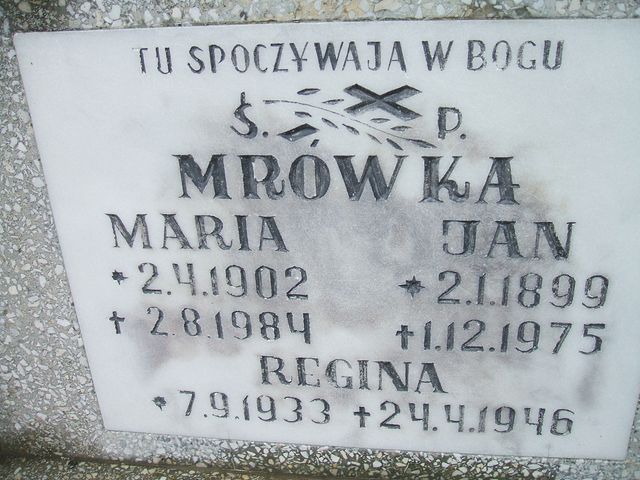 TU SPOCZYWAJA W BOGU
Ś. P.
MRÓWKA
MARIA JAN
* 2.4.1902 * 2.1.1899
+ 2.8.1984 +1.12.1975
REGINA
* 7.9.1933 +24.4.1946